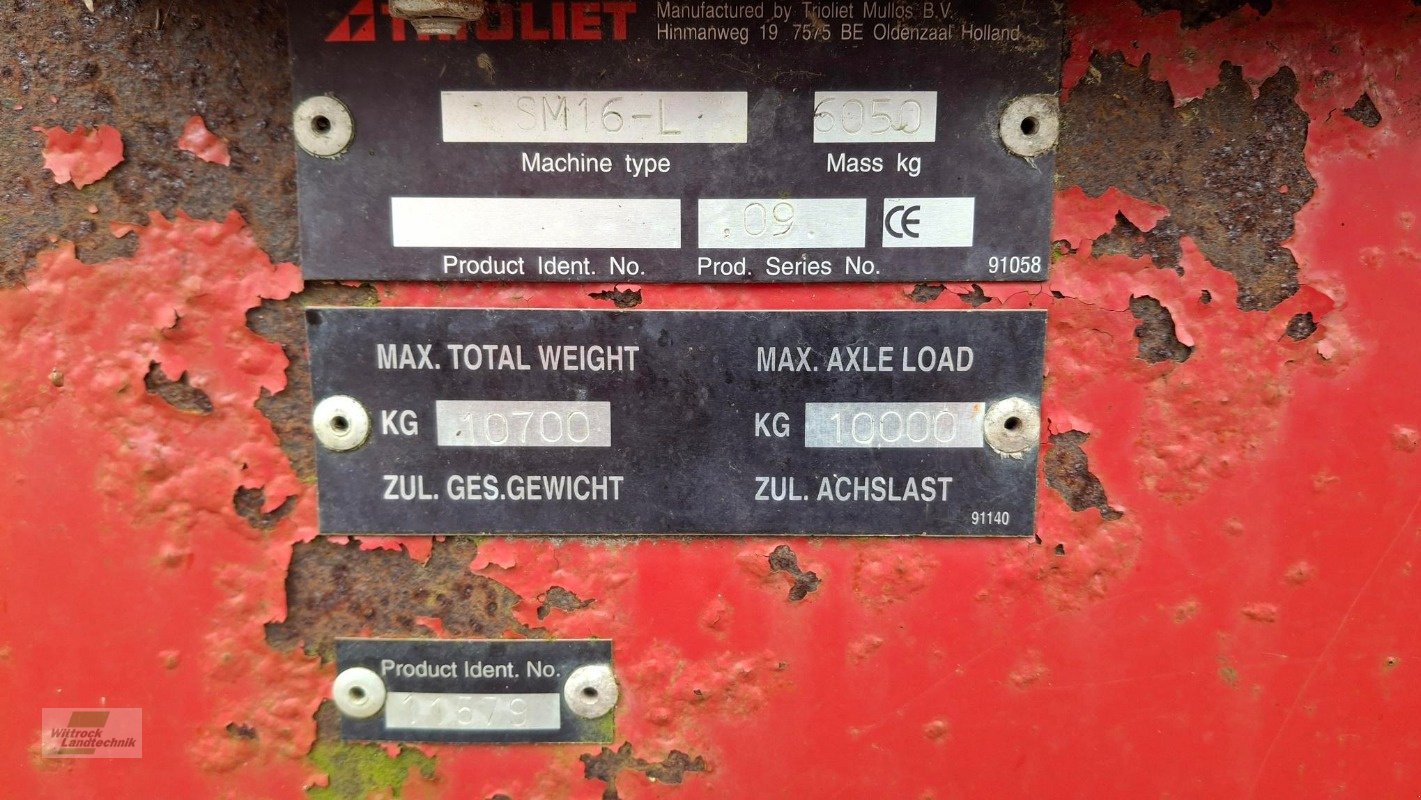 TRIOLIET Manufactured by Trioliet Mullos B.V.
Hinmanweg 19 7575 BE Oldenzaal Holland
SM16-L 6050
Machine type Mass kg
.09. CE
Product Ident. No. Prod. Series No. 91058
MAX. TOTAL WEIGHT MAX. AXLE LOAD
KG 10700 KG 10000
ZUL. GES.GEWICHT ZUL. ACHSLAST
91140
Product Ident. No.
Wittrock
Landtechnik